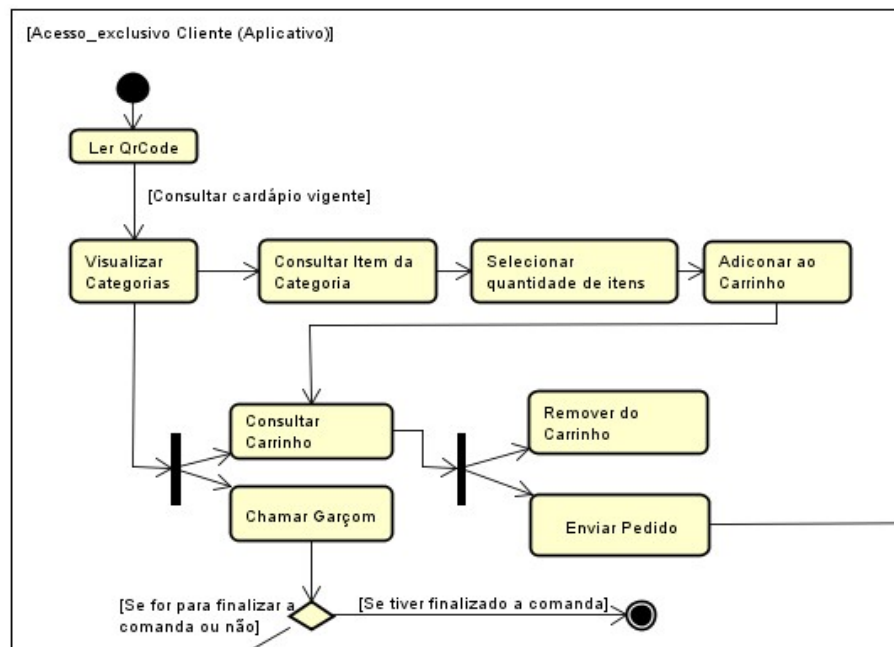 [Acesso_exclusivo Cliente (Aplicativo)]
Ler QrCode
[Consultar cardápio vigente]
Visualizar
Categorias
Consultar Item da
Categoria
Selecionar
quantidade de itens
Adiconar ao
Carrinho
Consultar
Carrinho
Remover do
Carrinho
Chamar Garçom
Enviar Pedido
[Se for para finalizar a
comanda ou não]
[Se tiver finalizado a comanda]